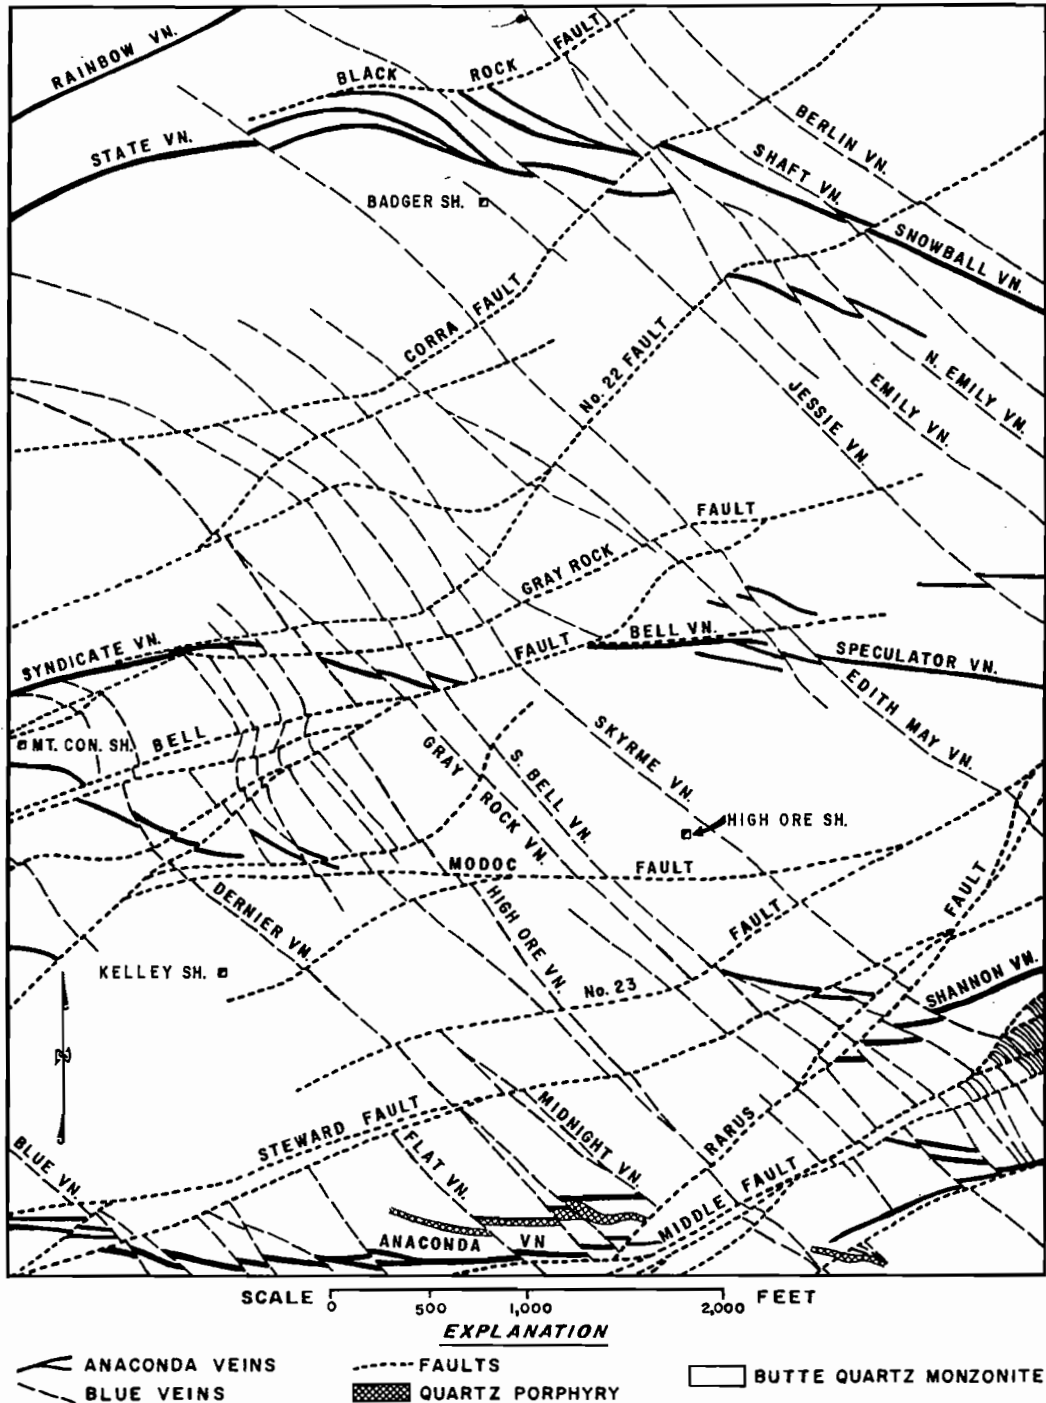 RAINBOW VN.
BLACK ROCK FAULT
STATE VN.
BERLIN VN.
SHAFT VN.
BADGER SH.
SNOWBALL VN.
CORRA FAULT
No. 22 FAULT
N. EMILY VN.
EMILY VN.
JESSIE VN.
GRAY ROCK FAULT
SYNDICATE VN.
BELL VN.
SPECULATOR VN.
BELL FAULT
EDITH MAY VN.
MT. CON. SH.
SKYRME VN.
GRAY ROCK VN.
S. BELL VN.
HIGH ORE SH.
MODOC FAULT
DERNIER VM.
HIGH ORE VN.
FAULT
KELLEY SH.
No. 23 FAULT
SHANNON VM.
N
STEWARD FAULT
MIDNIGHT VN.
RARUS
BLUE VN.
FLAT VN.
MIDDLE FAULT
ANACONDA VN
SCALE 0 500 1,000 2,000 FEET
EXPLANATION
ANACONDA VEINS
FAULTS
BUTTE QUARTZ MONZONITE
BLUE VEINS
QUARTZ PORPHYRY